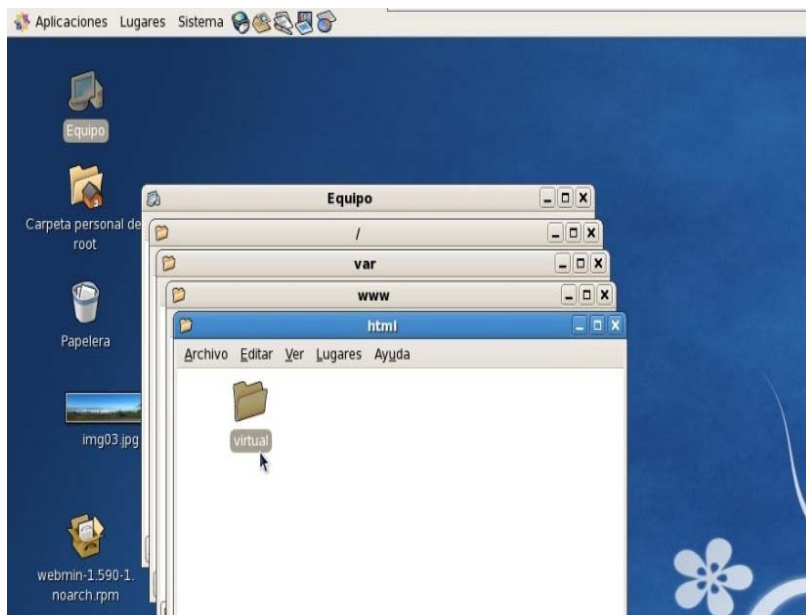 Aplicaciones Lugares Sistema
Equipo
Carpeta personal de
root
Papelera
img03.jpg
webmin-1.590-1.
noarch.rpm
Equipo
/
var
www
html
Archivo Editar Ver Lugares Ayuda
virtual